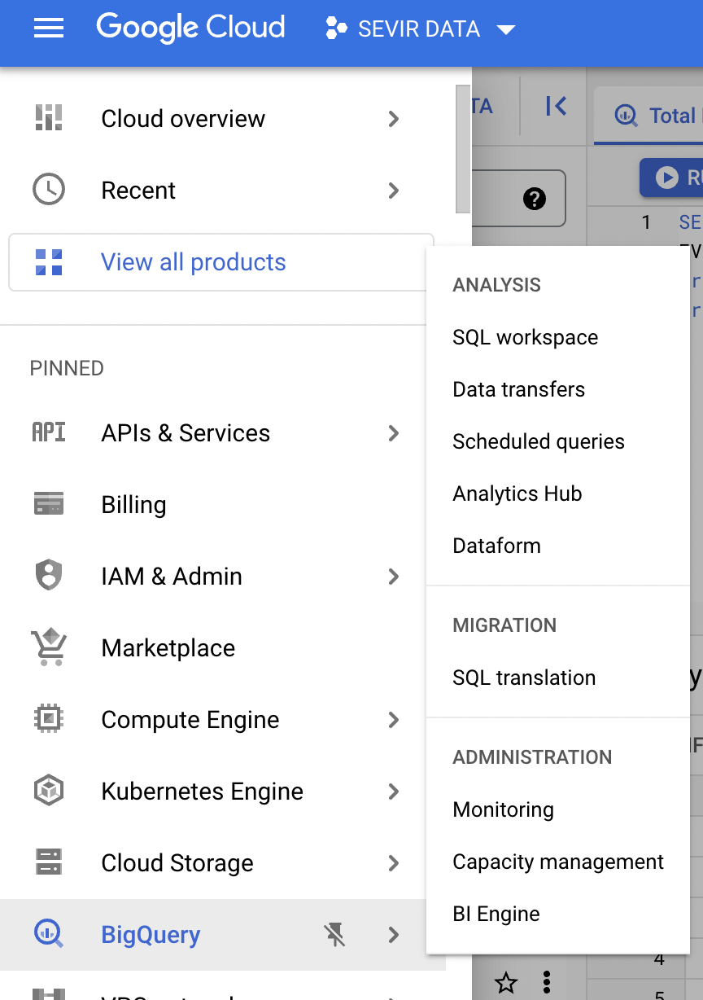 Google Cloud
SEVIR DATA
Cloud overview
Recent
View all products
PINNED
API
APIs & Services
Billing
IAM & Admin
Marketplace
Compute Engine
Kubernetes Engine
Cloud Storage
BigQuery
ANALYSIS
SQL workspace
Data transfers
Scheduled queries
Analytics Hub
Dataform
MIGRATION
SQL translation
ADMINISTRATION
Monitoring
Capacity management
BI Engine
TA
Total
1
SE
4
5